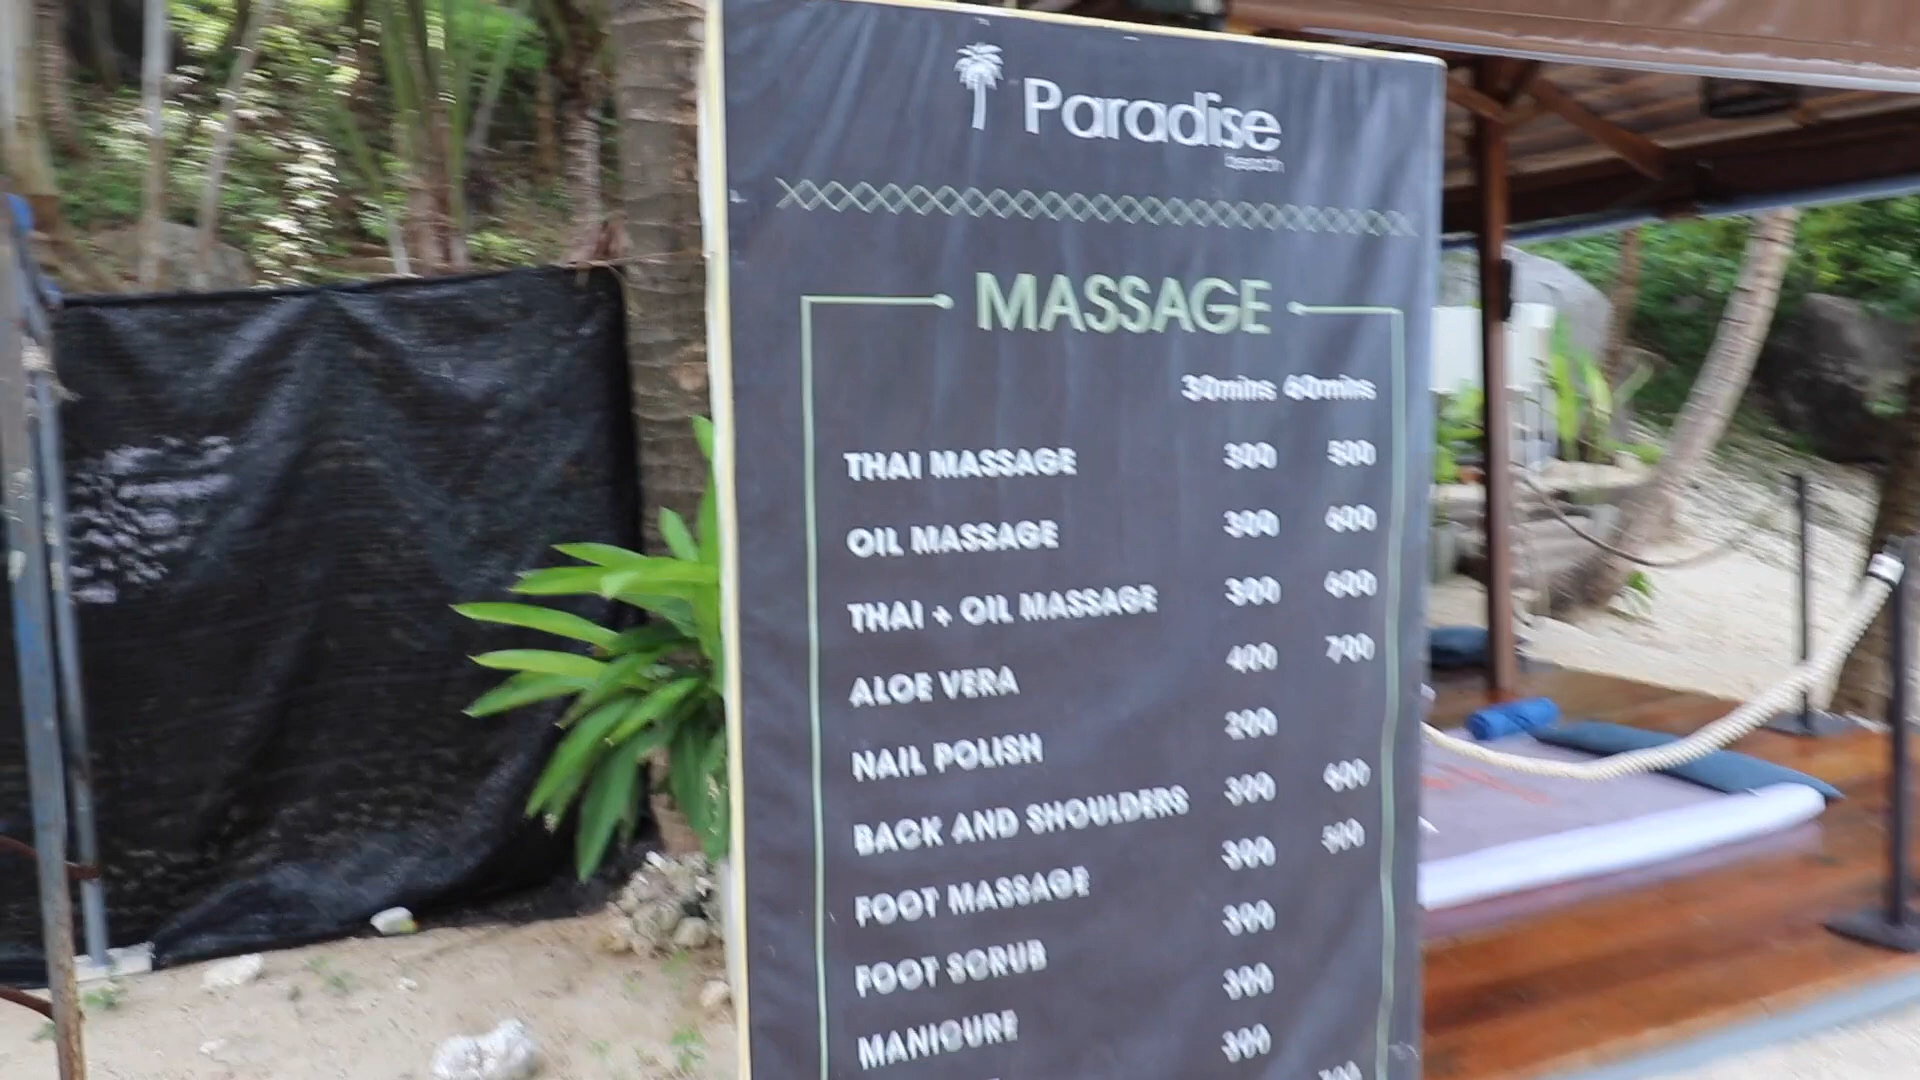 Paradise
beach
MASSAGE
30mins 60mins
THAI MASSAGE 300 500
OIL MASSAGE 300 600
THAI + OIL MASSAGE 300 600
ALOE VERA 400 700
NAIL POLISH 200
BACK AND SHOULDERS 300 600
FOOT MASSAGE 300 500
FOOT SCRUB 300
MANICURE 300
300